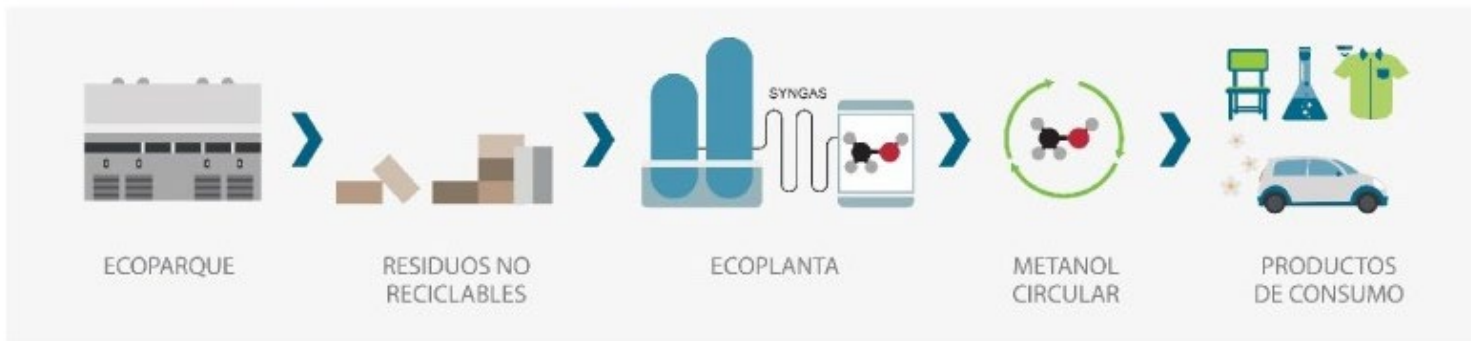 SYNGAS
ECOPARQUE
RESIDUOS NO
RECICLABLES
ECOPLANTA
METANOL
CIRCULAR
PRODUCTOS
DE CONSUMO